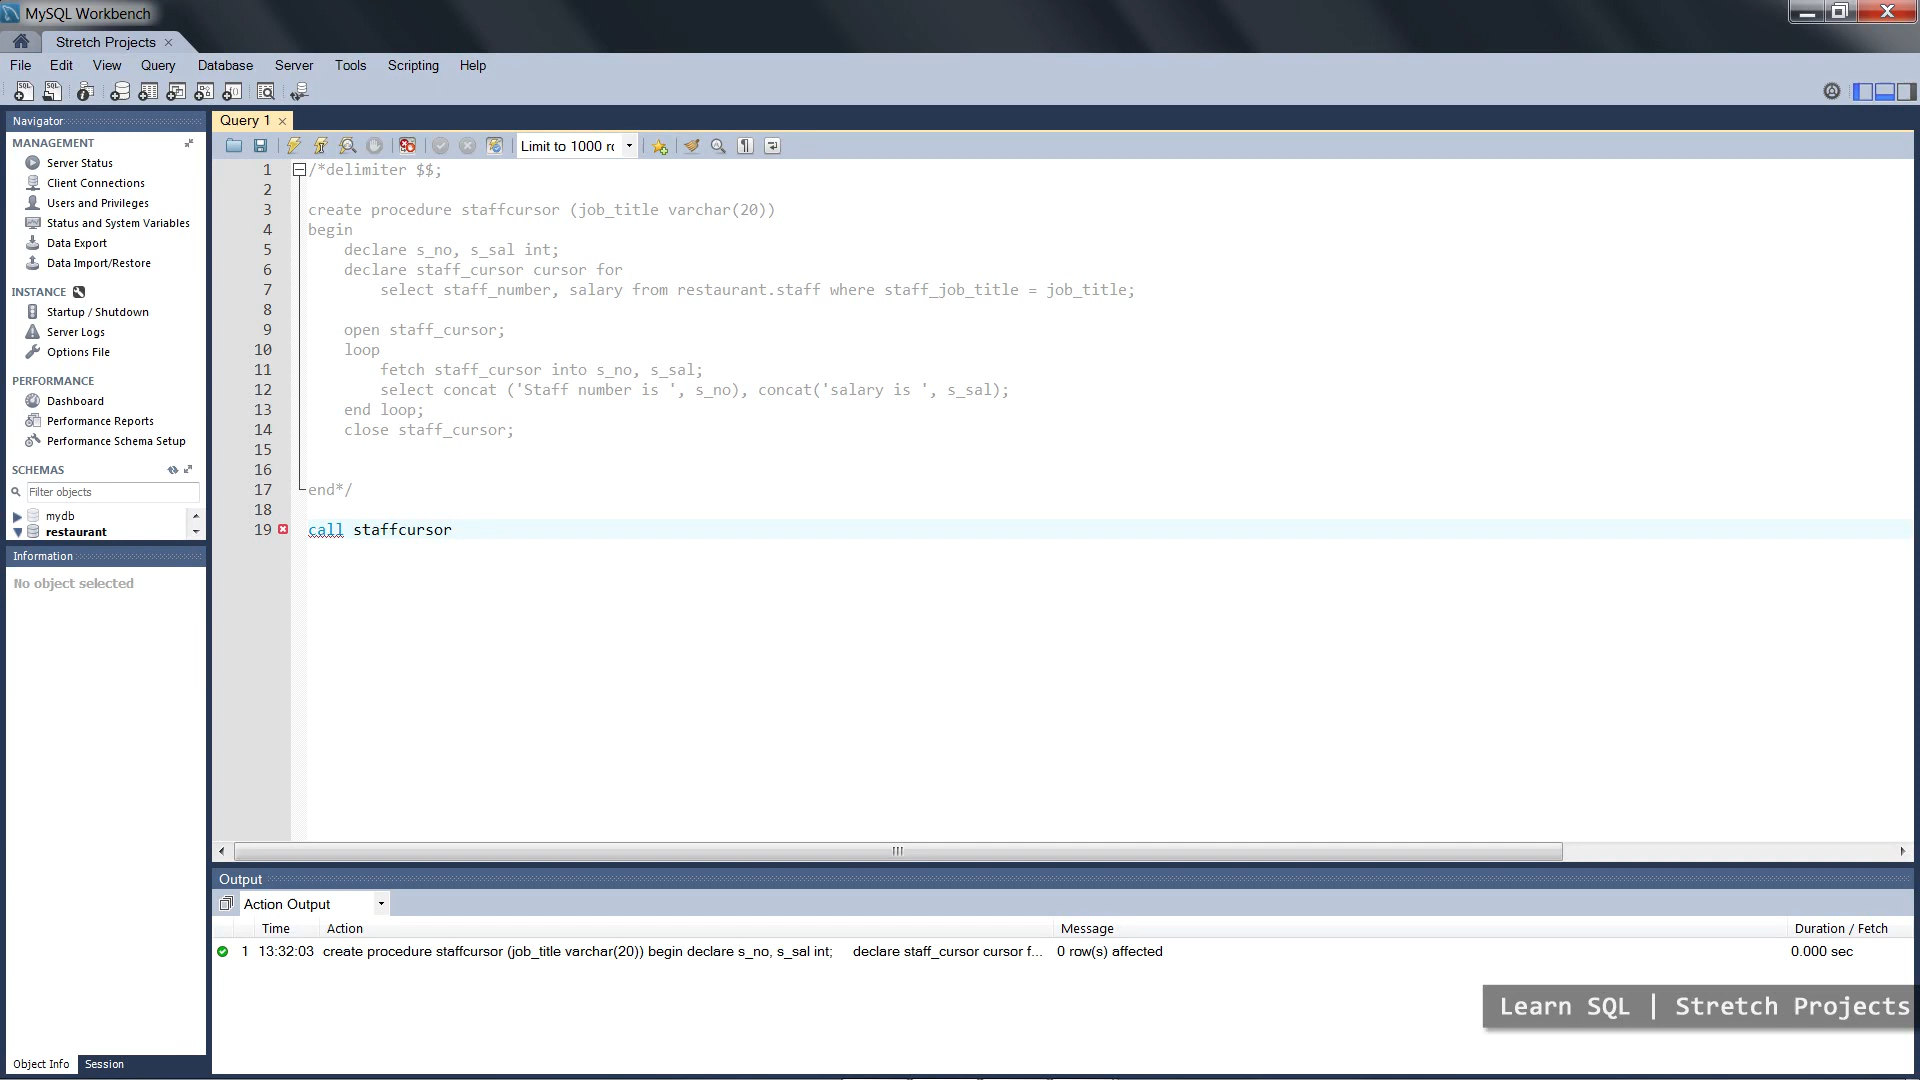 MySQL Workbench
Stretch Projects
File Edit View Query Database Server Tools Scripting Help
Navigator
MANAGEMENT
Server Status
Client Connections
Users and Privileges
Status and System Variables
Data Export
Data Import/Restore
INSTANCE
Startup / Shutdown
Server Logs
Options File
PERFORMANCE
Dashboard
Performance Reports
Performance Schema Setup
SCHEMAS
Filter objects
mydb
restaurant
Information
No object selected
Object Info Session
Query 1
Limit to 1000 rc
1 /*delimiter $$;
2
3 create procedure staffcursor (job_title varchar(20))
4 begin
5 declare s_no, s_sal int;
6 declare staff_cursor cursor for
7 select staff_number, salary from restaurant.staff where staff_job_title = job_title;
8
9 open staff_cursor;
10 loop
11 fetch staff_cursor into s_no, s_sal;
12 select concat ('Staff number is ', s_no), concat('salary is ', s_sal);
13 end loop;
14 close staff_cursor;
15
16
17 end*/
18
19 call staffcursor
Output
Action Output
Time Action Message Duration / Fetch
1 13:32:03 create procedure staffcursor (job_title varchar(20)) begin declare s_no, s_sal int; declare staff_cursor cursor f... 0 row(s) affected 0.000 sec
Learn SQL | Stretch Projects